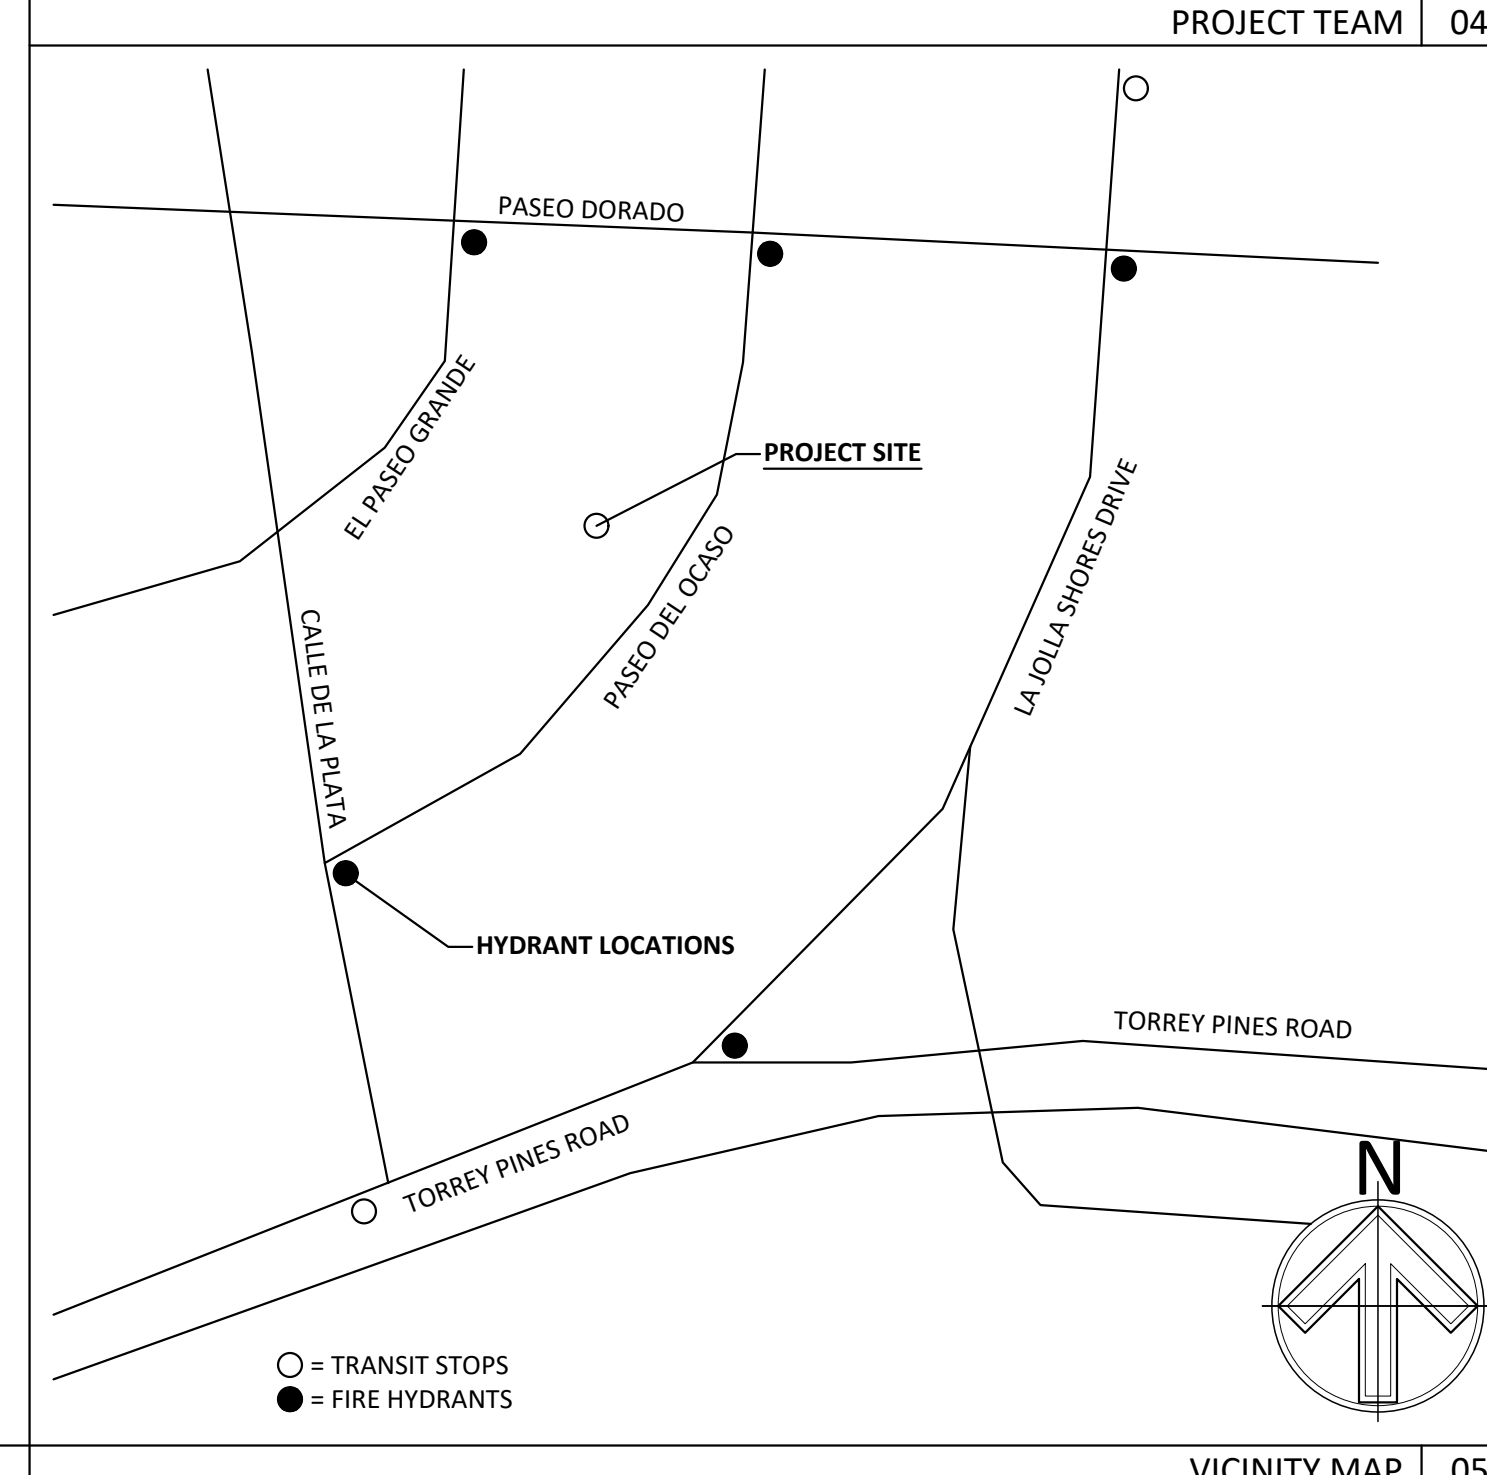 PROJECT TEAM 04
PASEO DORADO
EL PASEO GRANDE
PROJECT SITE
LA JOLLA SHORES DRIVE
PASEO DEL OCASO
CALLE DE LA PLATA
HYDRANT LOCATIONS
TORREY PINES ROAD
TORREY PINES ROAD
N
= TRANSIT STOPS
= FIRE HYDRANTS
VICINITY MAP 05